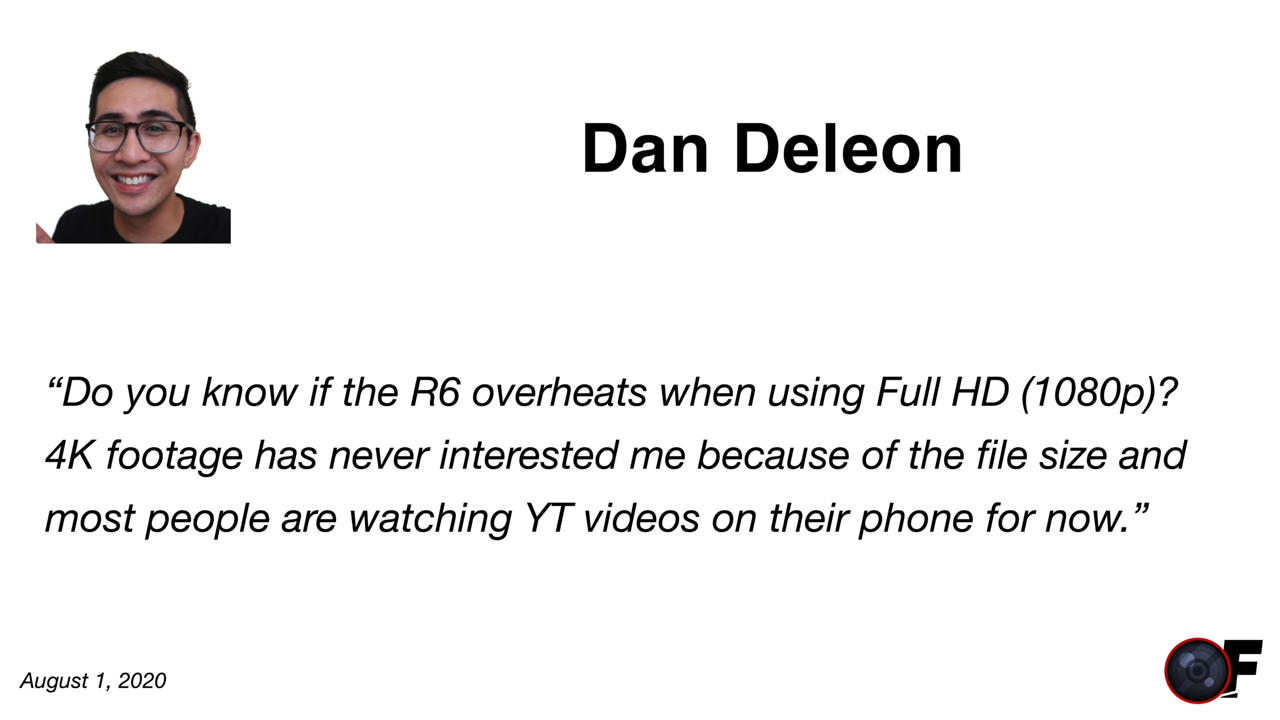 Dan Deleon
“Do you know if the R6 overheats when using Full HD (1080p)?
4K footage has never interested me because of the file size and
most people are watching YT videos on their phone for now.”
August 1, 2020
F